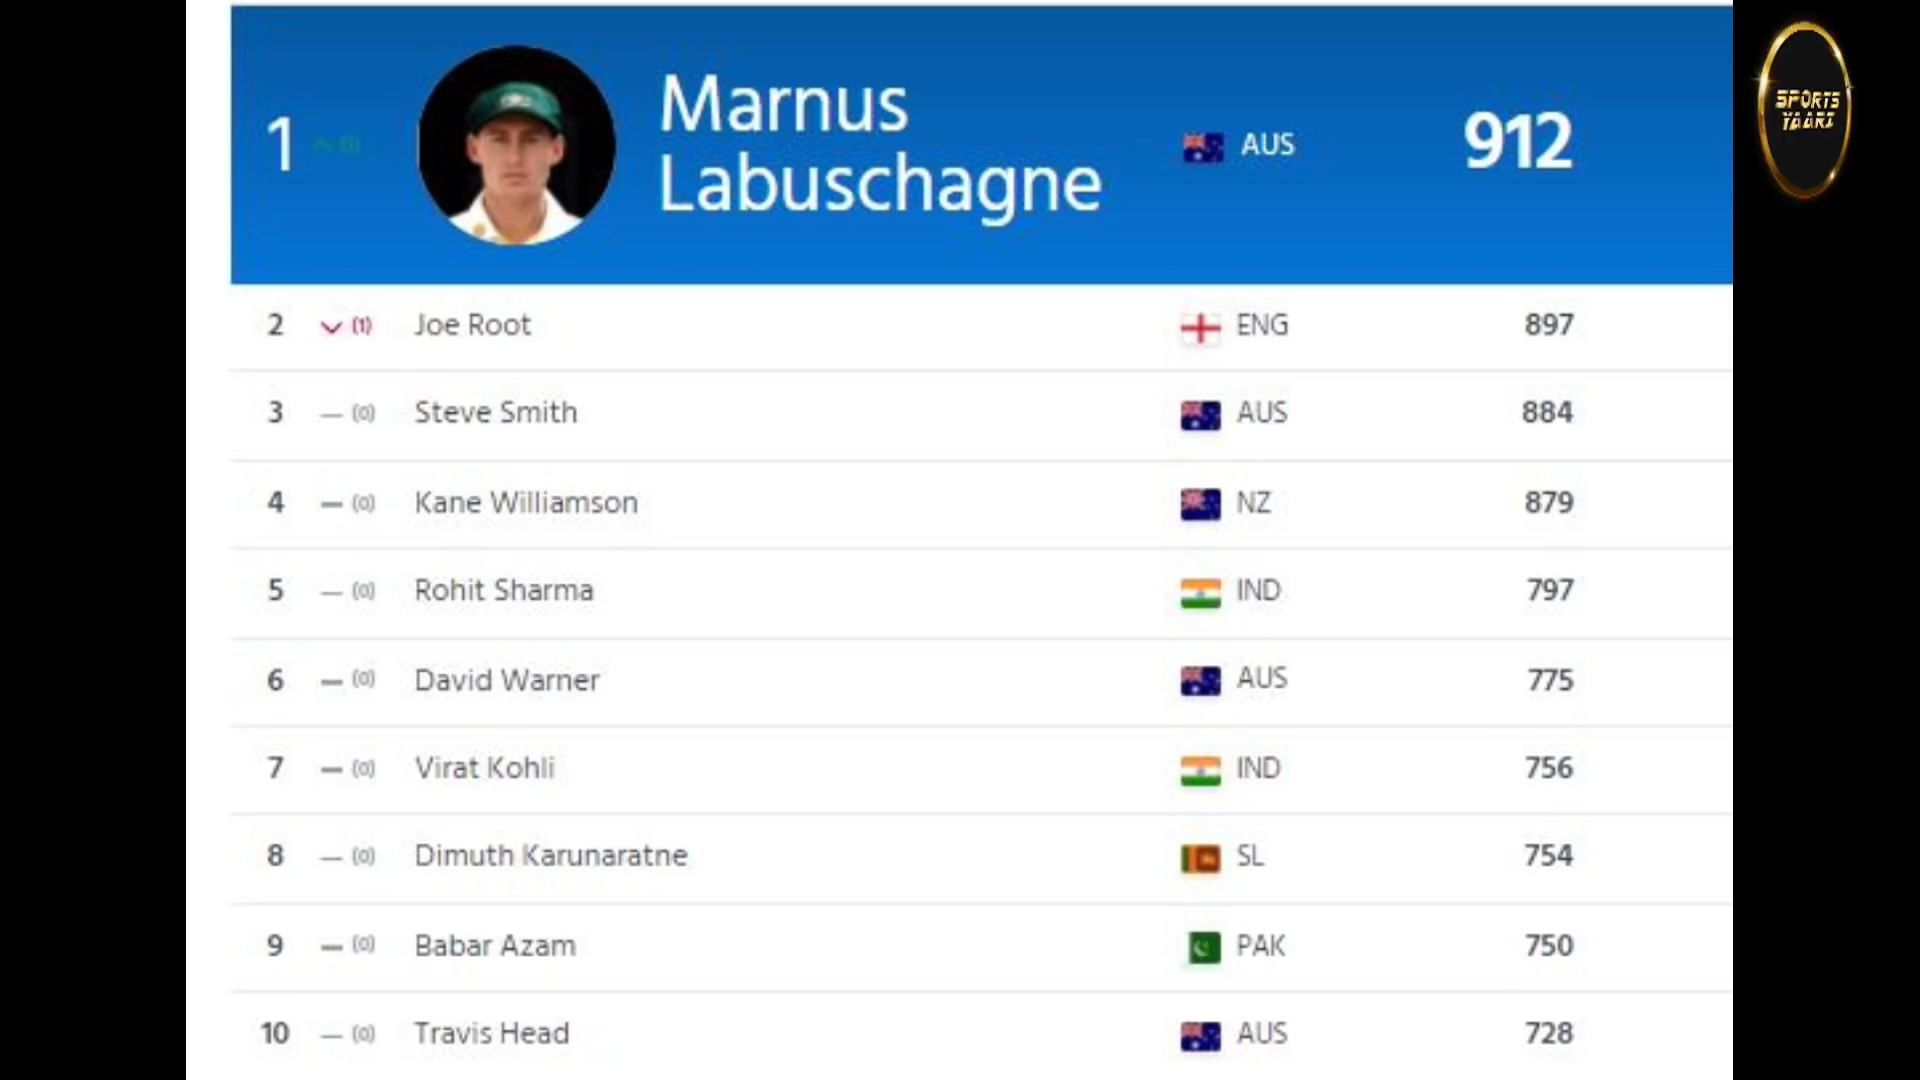 1 (1) Marnus Labuschagne AUS 912
SPORTS
YAARI
2 (1) Joe Root ENG 897
3 (0) Steve Smith AUS 884
4 (0) Kane Williamson NZ 879
5 (0) Rohit Sharma IND 797
6 (0) David Warner AUS 775
7 (0) Virat Kohli IND 756
8 (0) Dimuth Karunaratne SL 754
9 (0) Babar Azam PAK 750
10 (0) Travis Head AUS 728